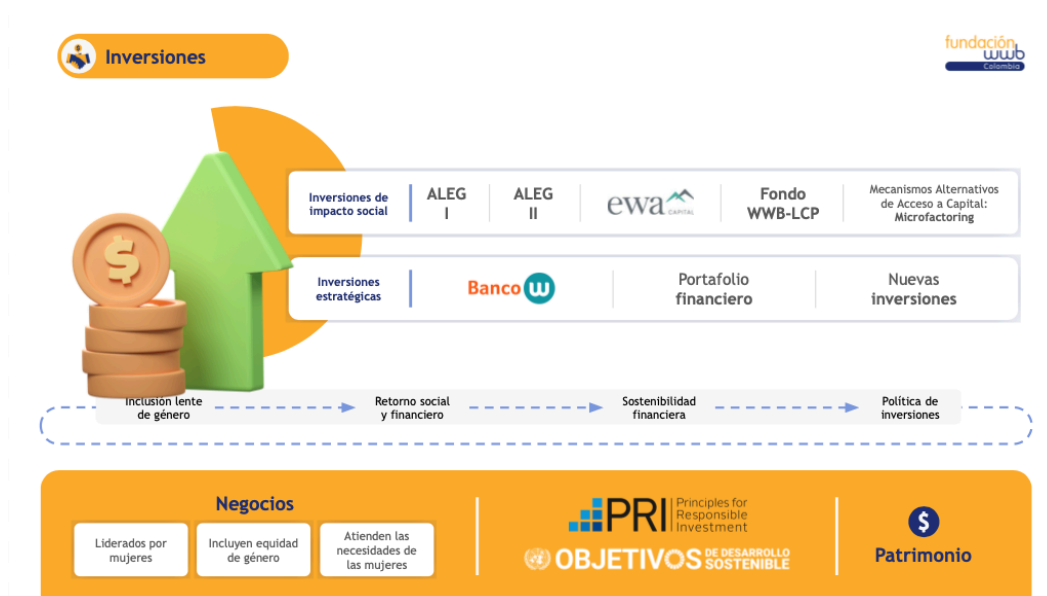 Inversiones
fundación
wwb
Colombia
Inversiones de
impacto social
ALEG
I
ALEG
II
ewa
CAPITAL
Fondo
WWB-LCP
Mecanismos Alternativos
de Acceso a Capital:
Microfactoring
Inversiones
estratégicas
Banco W
Portafolio
financiero
Nuevas
inversiones
$
Inclusión lente
de género
Retorno social
y financiero
Sostenibilidad
financiera
Política de
inversiones
Negocios
Liderados por
mujeres
Incluyen equidad
de género
Atienden las
necesidades de
las mujeres
PRI
Principles for
Responsible
Investment
OBJETIVOS
DE DESARROLLO
SOSTENIBLE
$
Patrimonio